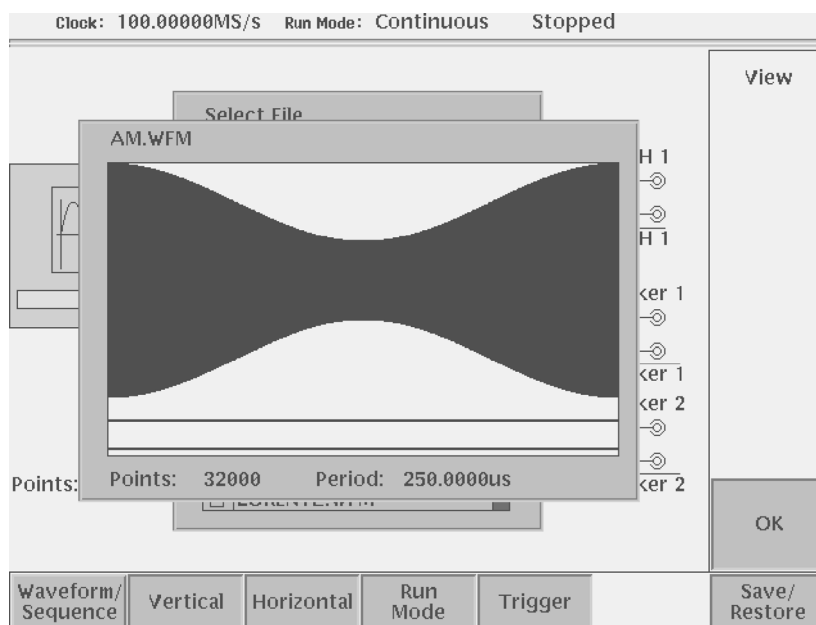 Clock: 100.00000MS/s Run Mode: Continuous Stopped
View
Select File
AM.WFM
H 1
H 1
ker 1
ker 1
ker 2
ker 2
Points: 32000 Period: 250.0000us
Points:
OK
Waveform/
Sequence
Vertical
Horizontal
Run
Mode
Trigger
Save/
Restore